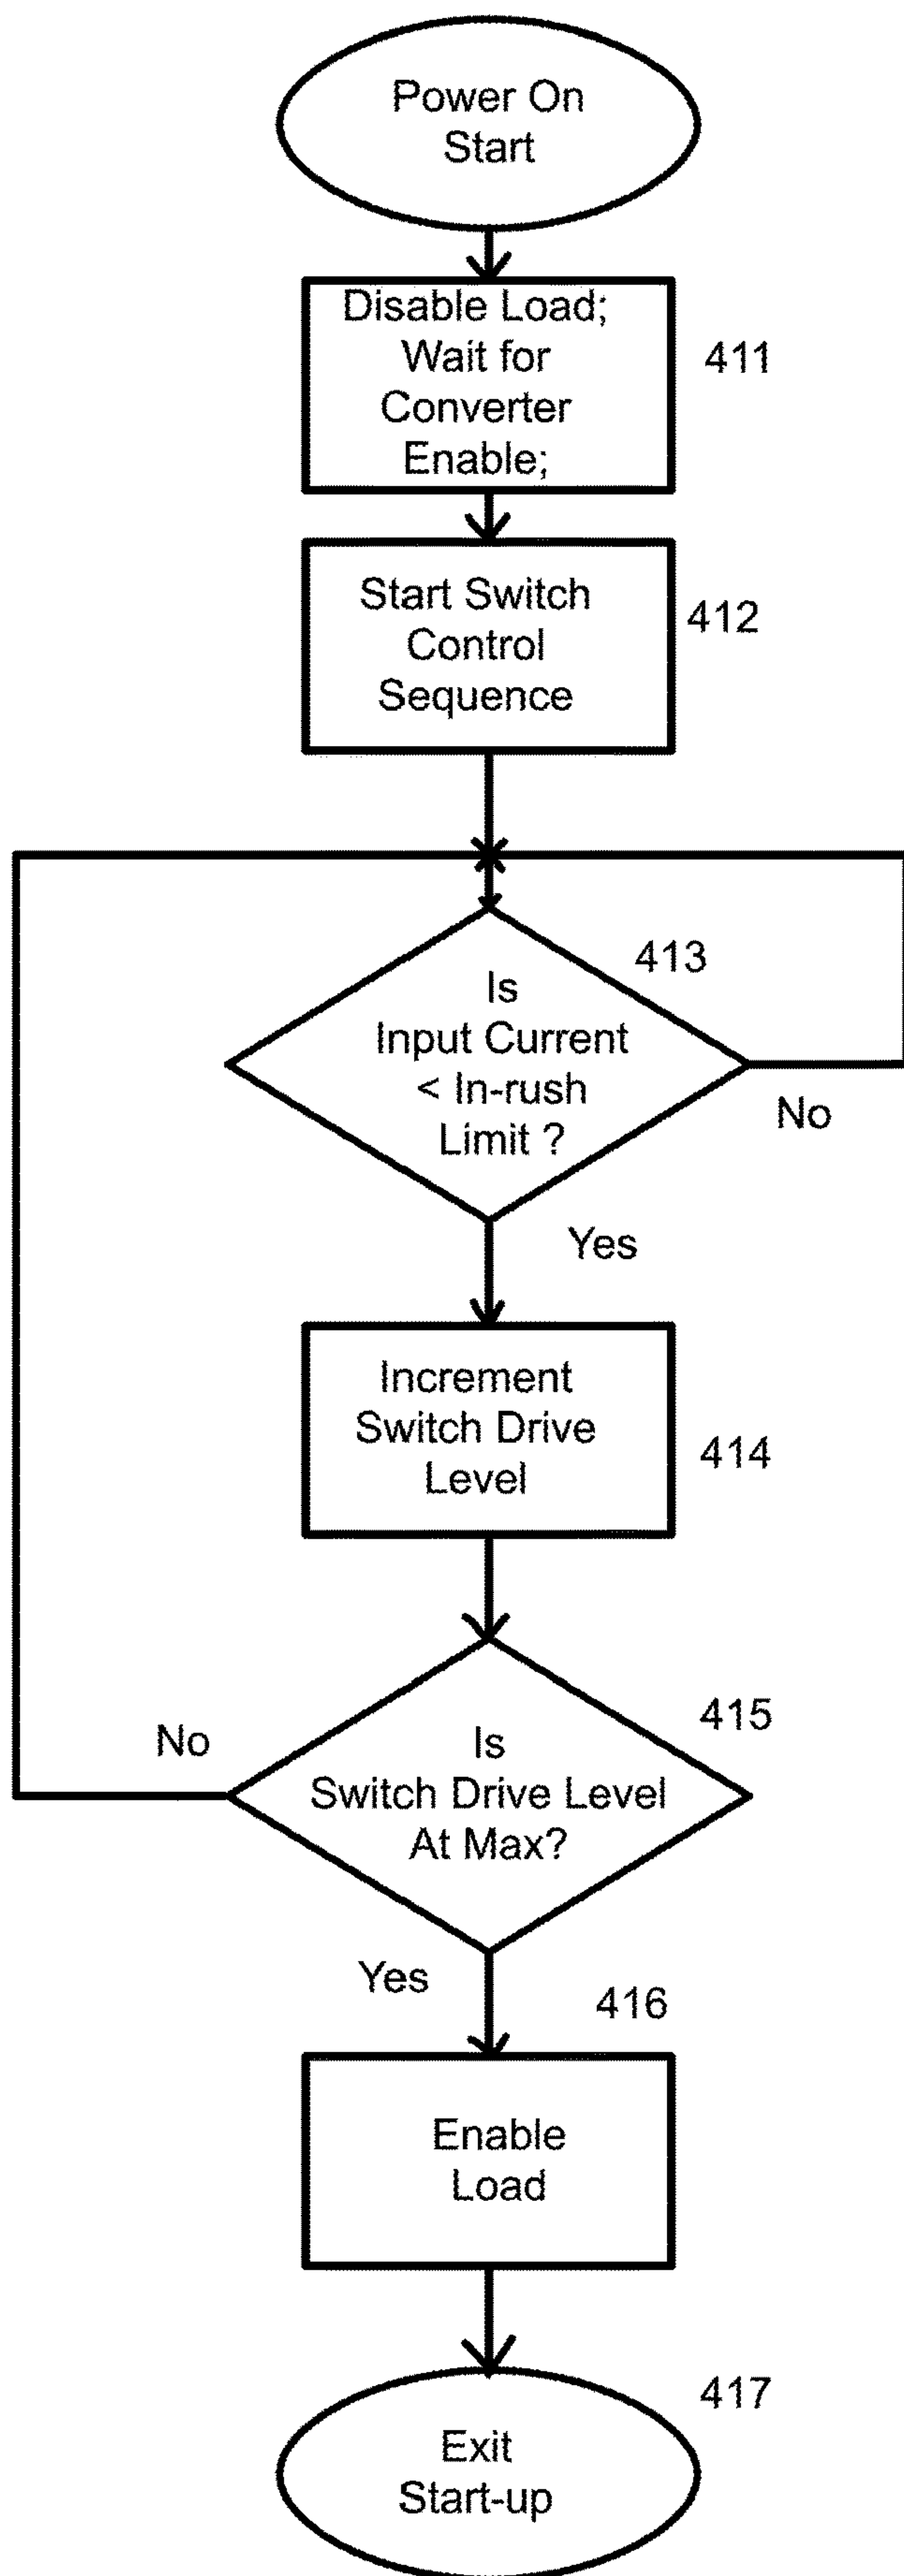 Power On
Start
Disable Load;
Wait for
Converter
Enable;
411
Start Switch
Control
Sequence
412
413
Is
Input Current
< In-rush
Limit ?
No
Yes
Increment
Switch Drive
Level
414
415
No
Is
Switch Drive Level
At Max?
Yes
416
Enable
Load
417
Exit
Start-up